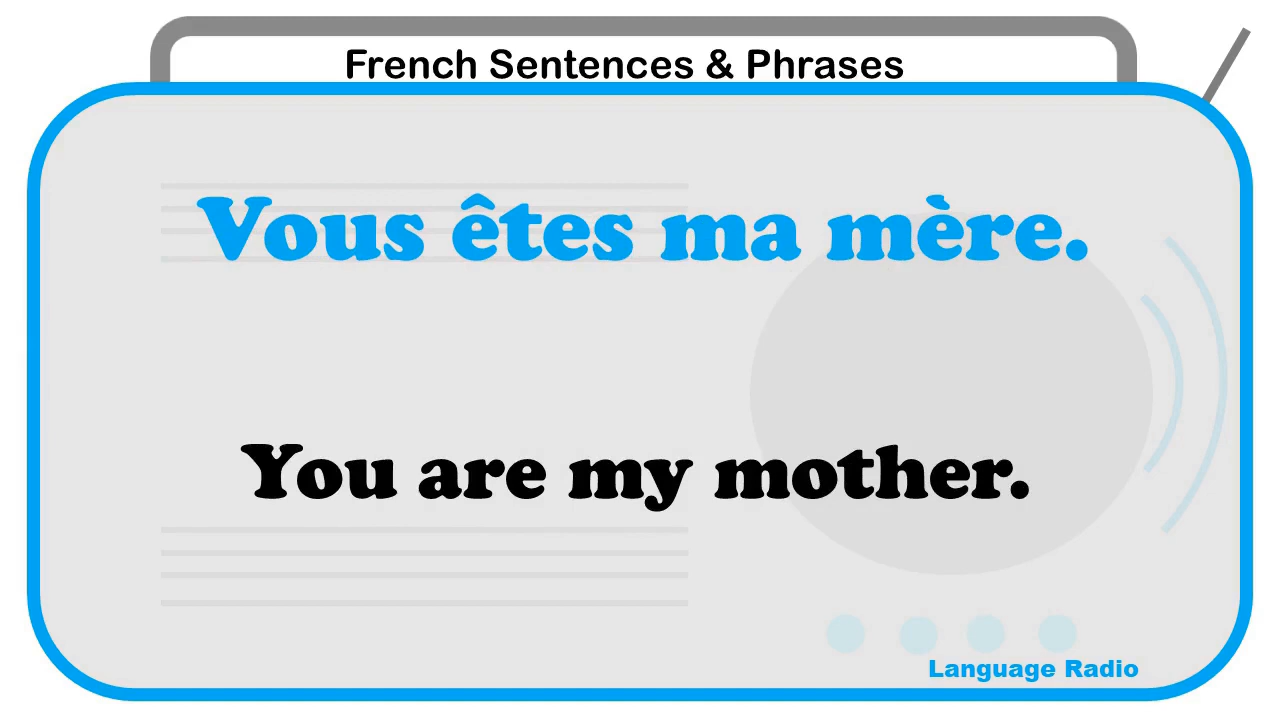 French Sentences & Phrases
Vous êtes ma mère.
You are my mother.
Language Radio